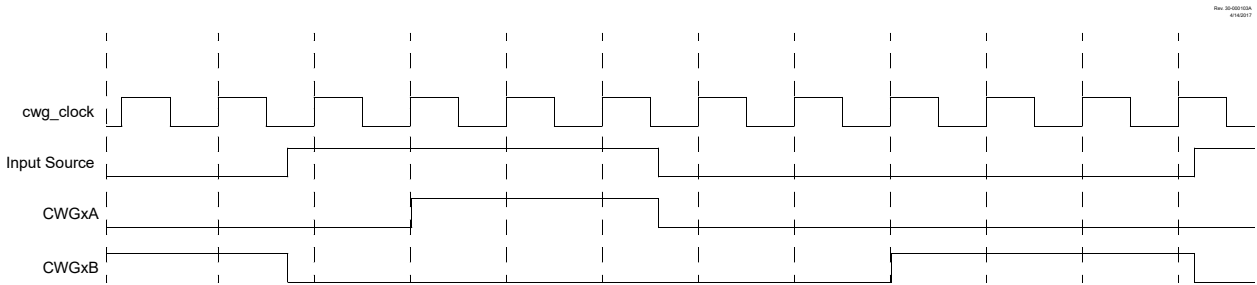 Rev. 30-000103A
4/14/2017
cwg_clock
Input Source
CWGxA
CWGxB